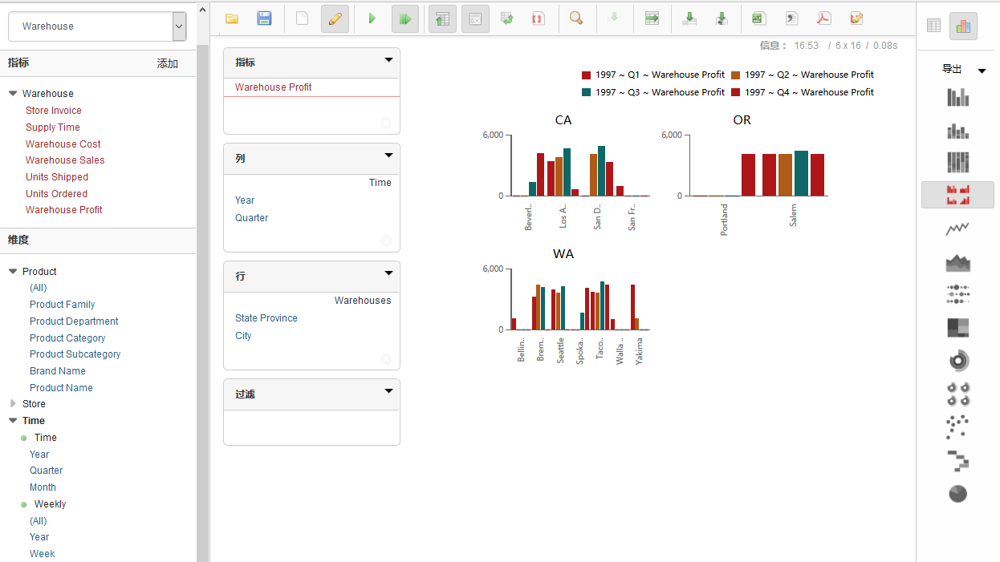 Warehouse
指标 添加
Warehouse
Store Invoice
Supply Time
Warehouse Cost
Warehouse Sales
Units Shipped
Units Ordered
Warehouse Profit
维度
Product
(All)
Product Family
Product Department
Product Category
Product Subcategory
Brand Name
Product Name
Store
Time
Time
Year
Quarter
Month
Weekly
(All)
Year
Week
指标
Warehouse Profit
列
Time
Year
Quarter
行
Warehouses
State Province
City
过滤
信息： 16:53 / 6 x 16 / 0.08s
1997 ~ Q1 ~ Warehouse Profit 1997 ~ Q2 ~ Warehouse Profit
1997 ~ Q3 ~ Warehouse Profit 1997 ~ Q4 ~ Warehouse Profit
CA
6,000
0
Beverl..
Los A..
San D..
San Fr..
OR
6,000
0
Portland
Salem
WA
6,000
0
Bellin..
Brem..
Seattle
Spoka..
Taco..
Walla ..
Yakima
导出